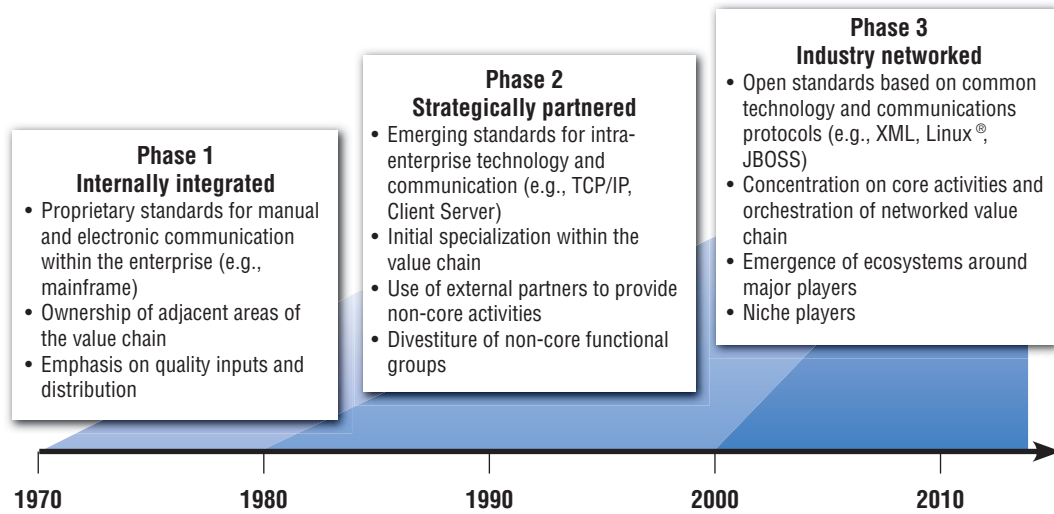 Phase 1
Internally integrated
• Proprietary standards for manual
and electronic communication
within the enterprise (e.g.,
mainframe)
• Ownership of adjacent areas of
the value chain
• Emphasis on quality inputs and
distribution
Phase 2
Strategically partnered
• Emerging standards for intra-
enterprise technology and
communication (e.g., TCP/IP,
Client Server)
• Initial specialization within the
value chain
• Use of external partners to provide
non-core activities
• Divestiture of non-core functional
groups
Phase 3
Industry networked
• Open standards based on common
technology and communications
protocols (e.g., XML, Linux ®,
JBOSS)
• Concentration on core activities and
orchestration of networked value
chain
• Emergence of ecosystems around
major players
• Niche players
1970
1980
1990
2000
2010